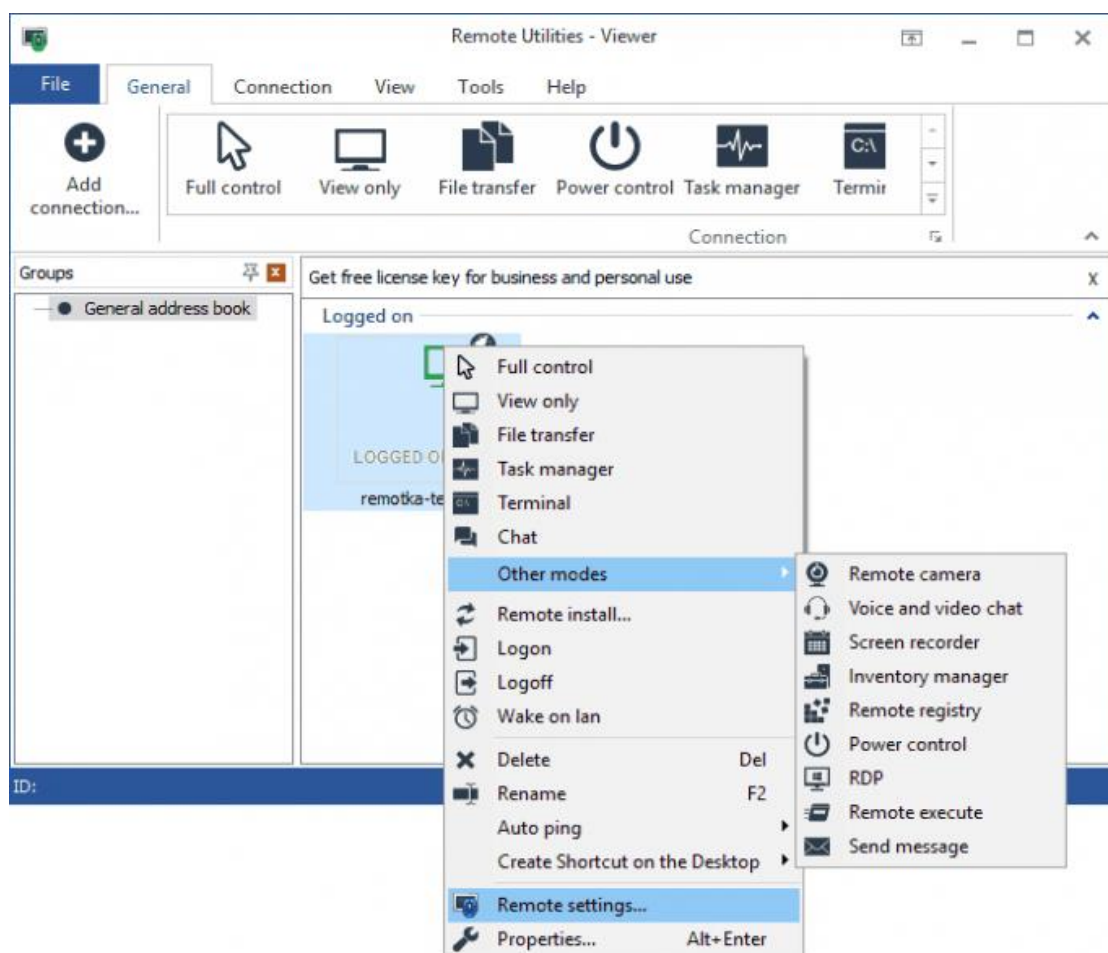 Remote Utilities - Viewer
File General Connection View Tools Help
Add connection...
Full control
View only
File transfer
Power control
Task manager
C:\
Termir
Connection
Groups
Get free license key for business and personal use
X
General address book
Logged on
LOGGED O
remotka-te
Full control
View only
File transfer
Task manager
Terminal
Chat
Other modes
Remote install...
Logon
Logoff
Wake on lan
Delete Del
Rename F2
Auto ping
Create Shortcut on the Desktop
Remote settings...
Properties... Alt+Enter
Remote camera
Voice and video chat
Screen recorder
Inventory manager
Remote registry
Power control
RDP
Remote execute
Send message
ID: